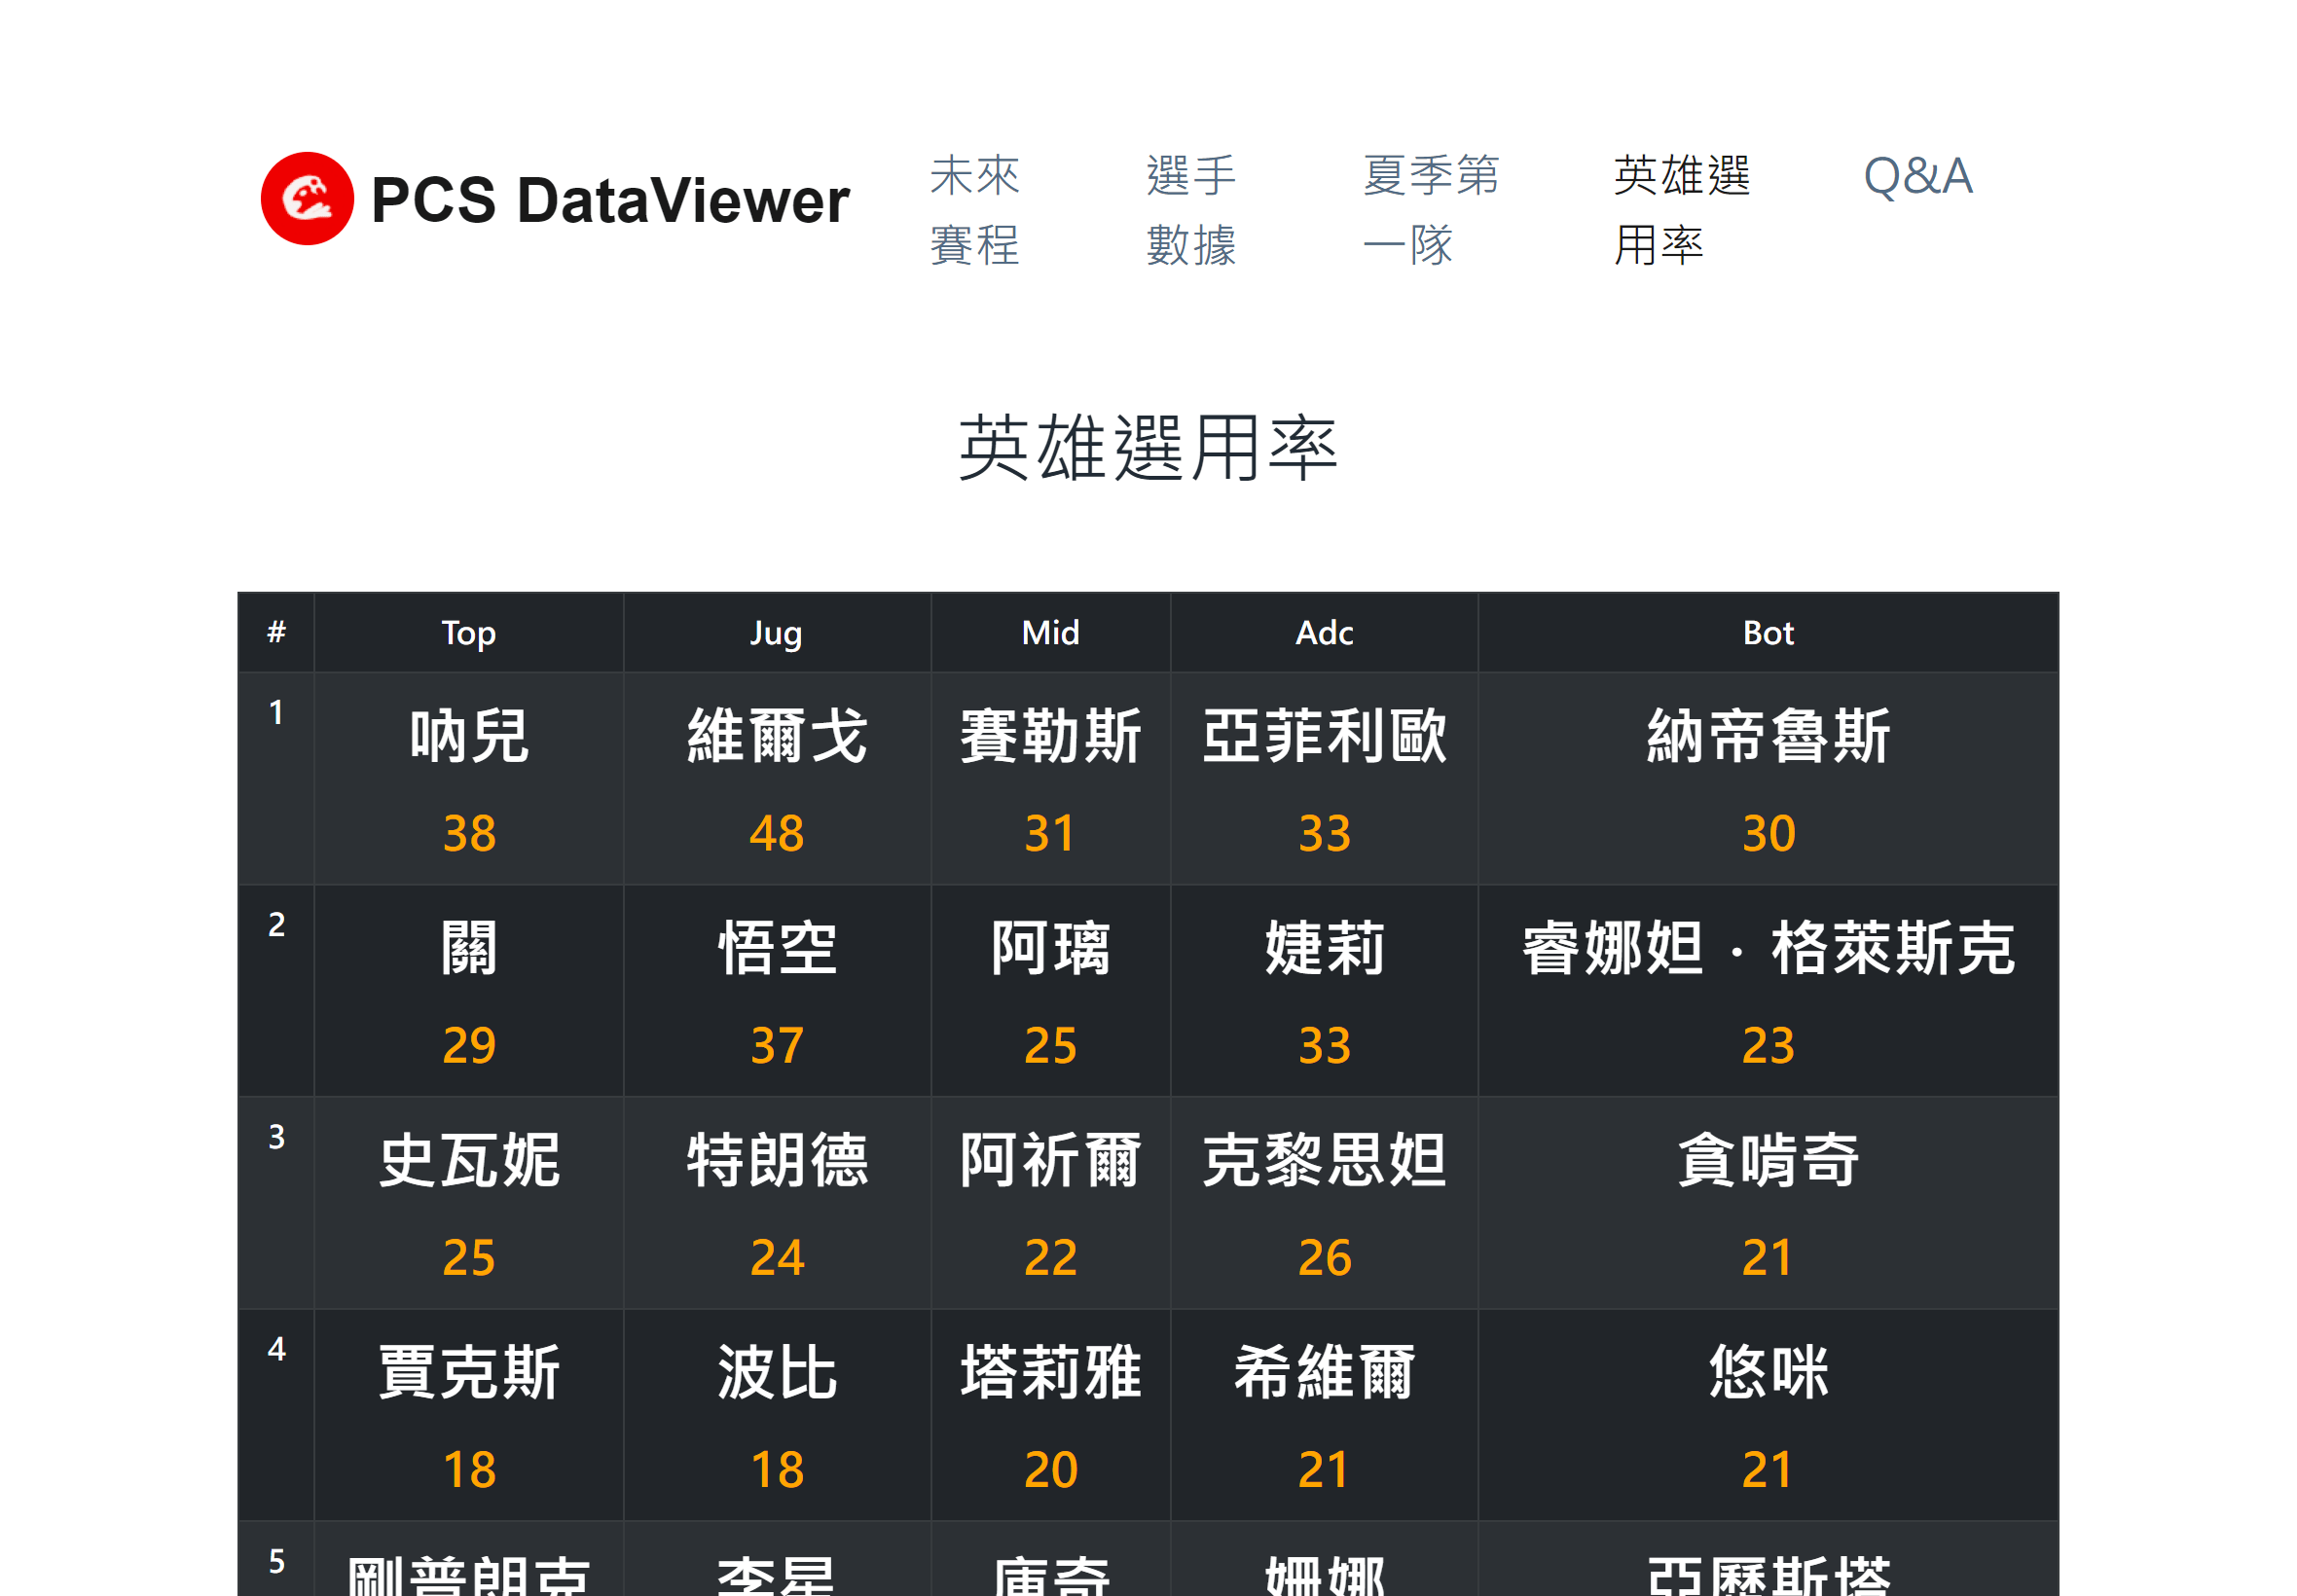 PCS DataViewer
未來賽程
選手數據
夏季第一隊
英雄選用率
Q&A
英雄選用率
# Top Jug Mid Adc Bot
1 吶兒 維爾戈 賽勒斯 亞菲利歐 納帝魯斯
38 48 31 33 30
2 關 悟空 阿璃 婕莉 睿娜妲 · 格萊斯克
29 37 25 33 23
3 史瓦妮 特朗德 阿祈爾 克黎思妲 貪啃奇
25 24 22 26 21
4 賈克斯 波比 塔莉雅 希維爾 悠咪
18 18 20 21 21
5 剛普朗克 李星 庫奇 姍娜 亞歷斯塔